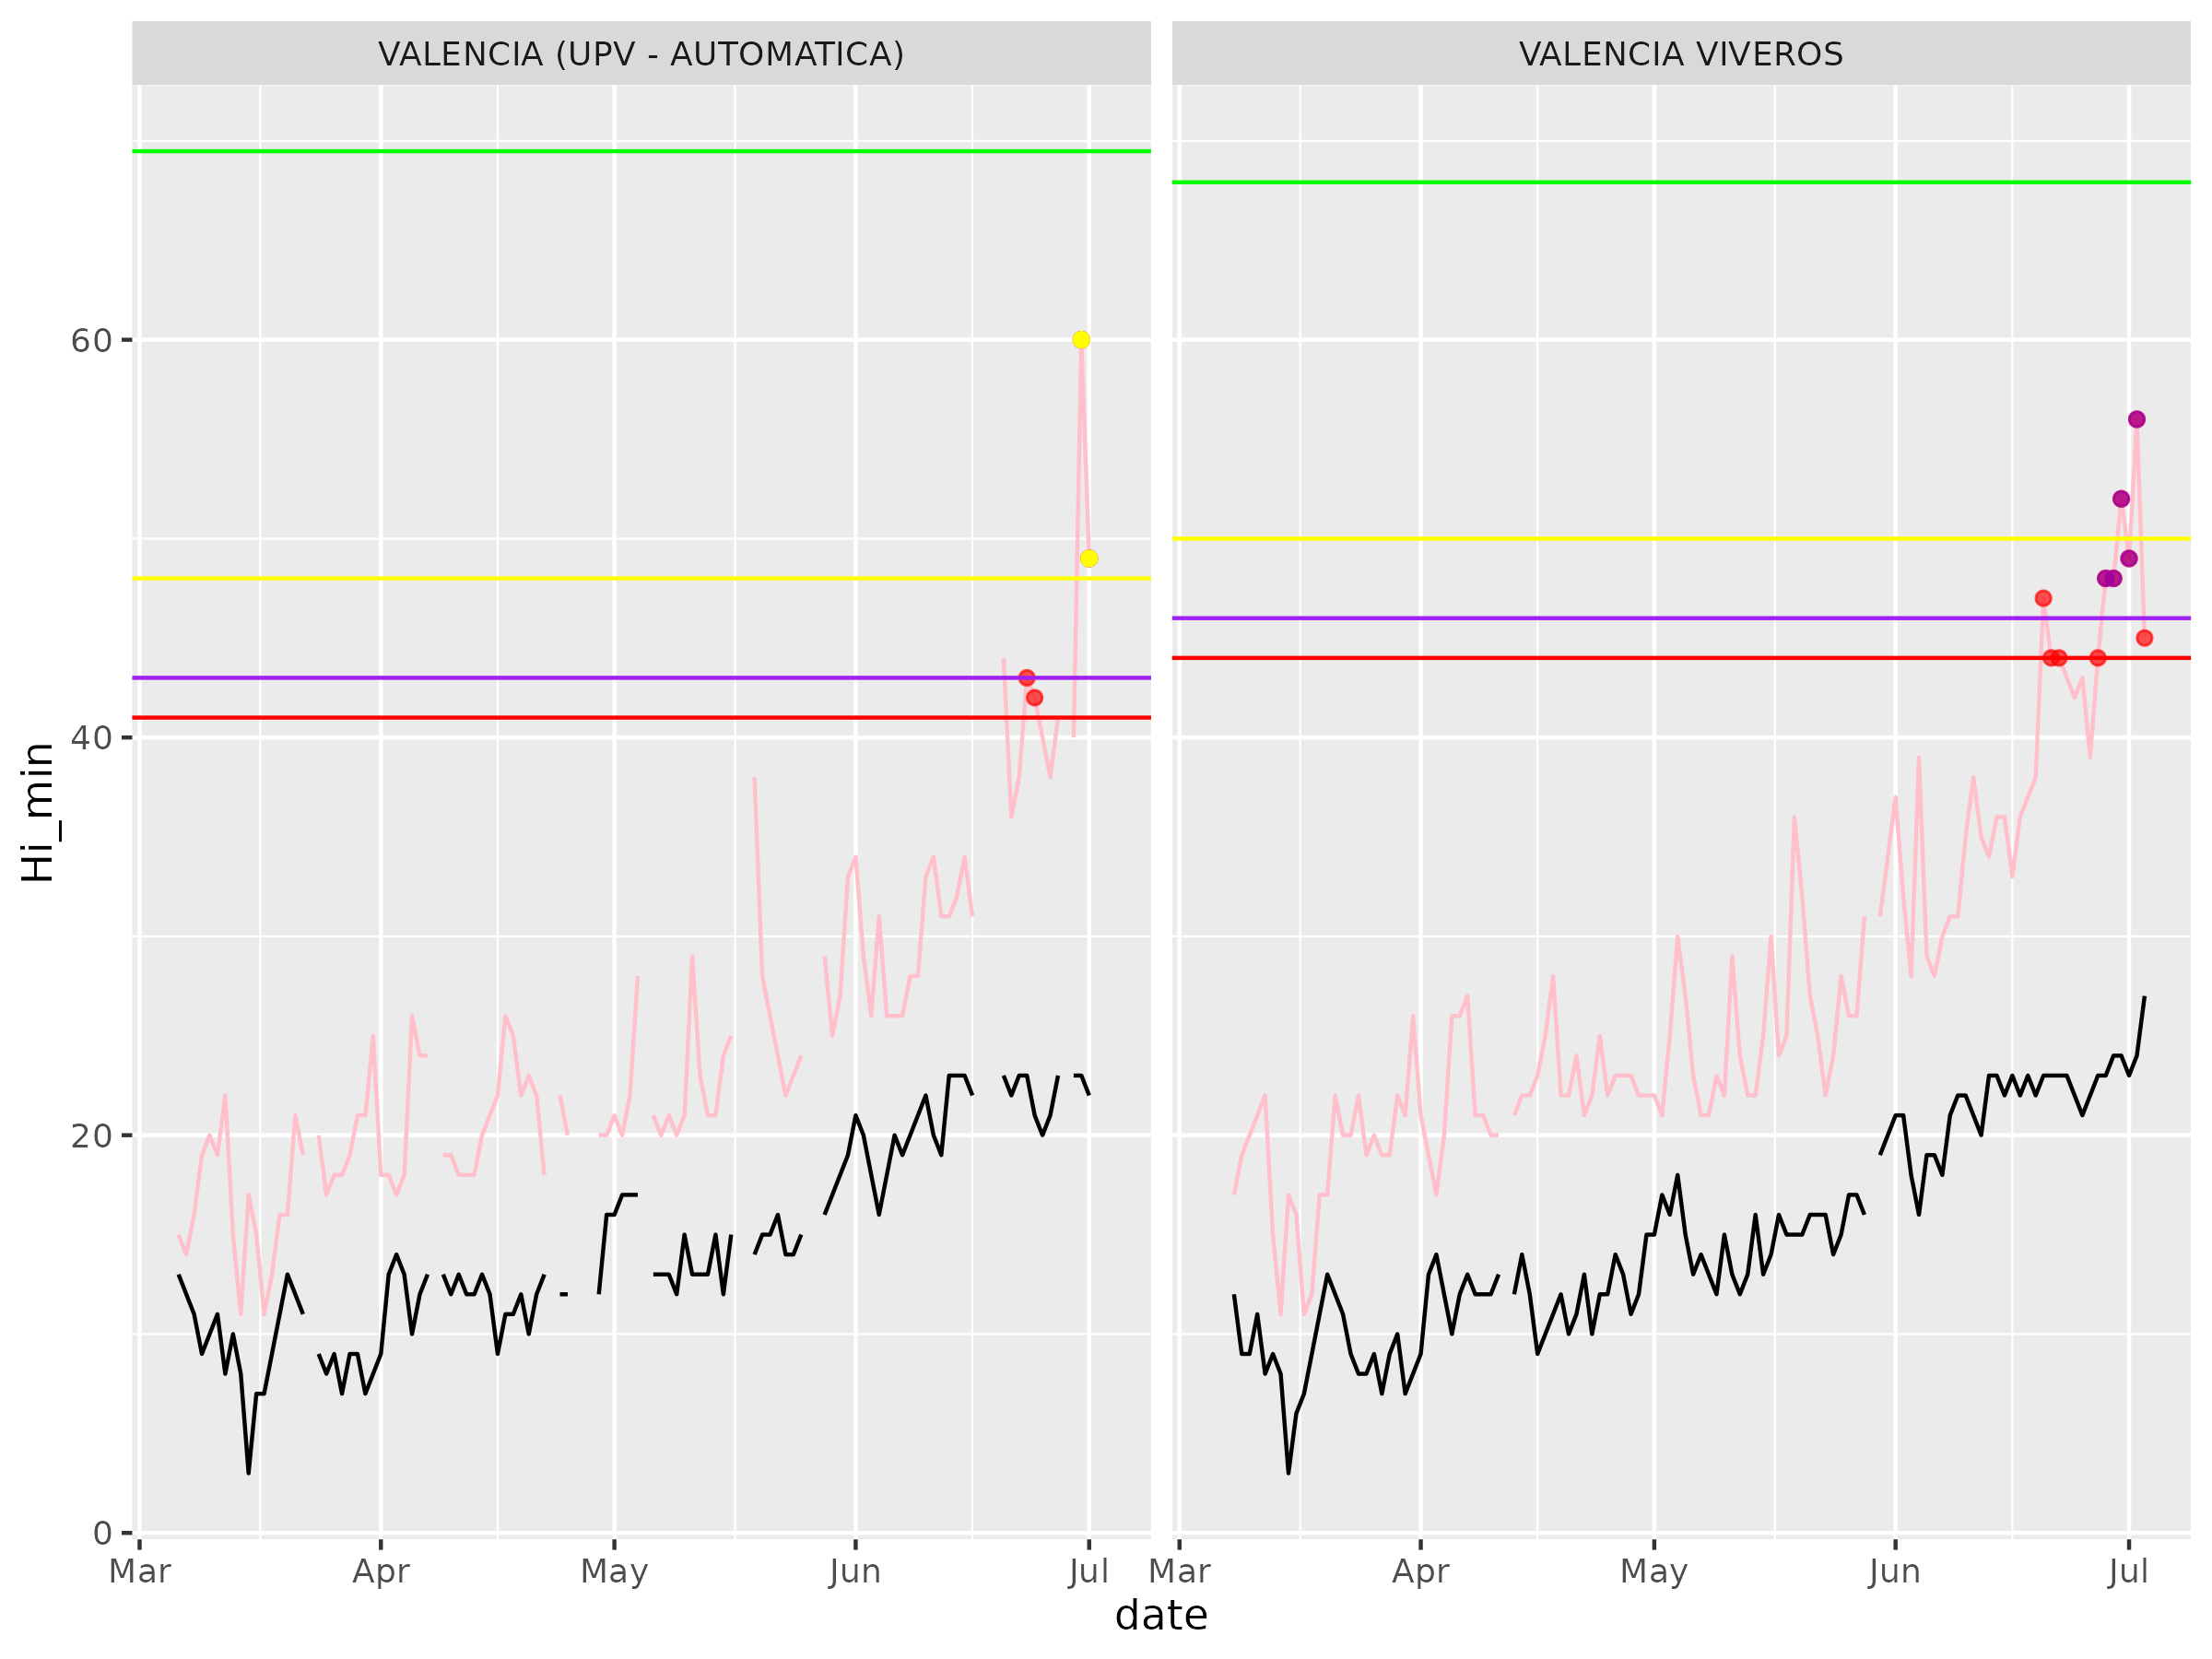 VALENCIA (UPV - AUTOMATICA)
VALENCIA VIVEROS
Hi_min
60
40
20
0
Mar Apr May Jun Jul
Mar Apr May Jun Jul
date